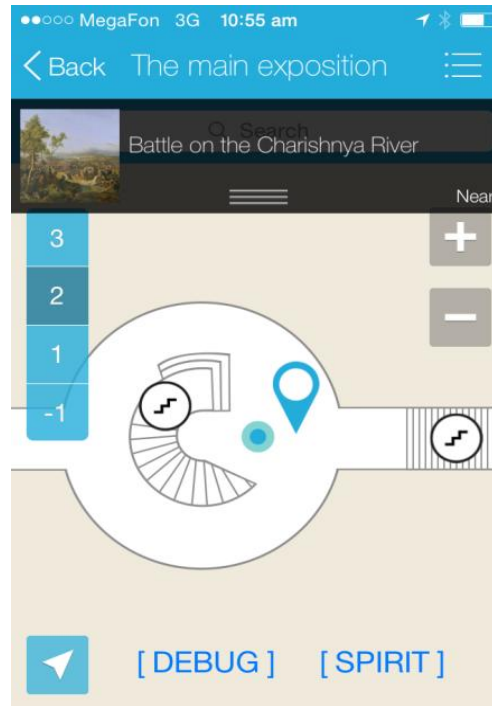 MegaFon 3G 10:55 am
Back The main exposition
Search
Battle on the Charishnya River
Near
3
2
1
-1
[ DEBUG ] [ SPIRIT ]